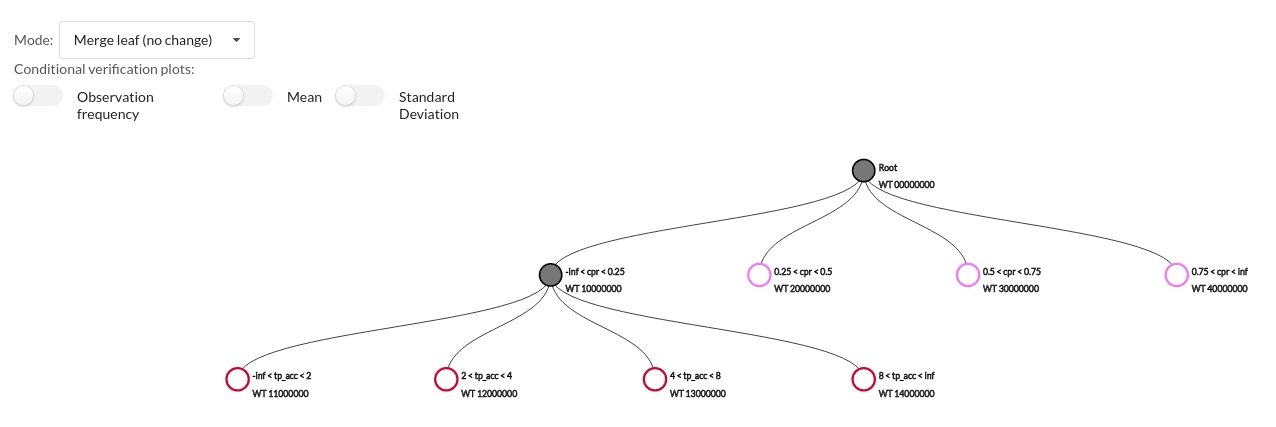 Mode: Merge leaf (no change)
Conditional verification plots:
Observation frequency
Mean
Standard Deviation
Root
WT 00000000
-inf < cpr < 0.25
WT 10000000
0.25 < cpr < 0.5
WT 20000000
0.5 < cpr < 0.75
WT 30000000
0.75 < cpr < inf
WT 40000000
-inf < tp_acc < 2
WT 11000000
2 < tp_acc < 4
WT 12000000
4 < tp_acc < 8
WT 13000000
8 < tp_acc < inf
WT 14000000